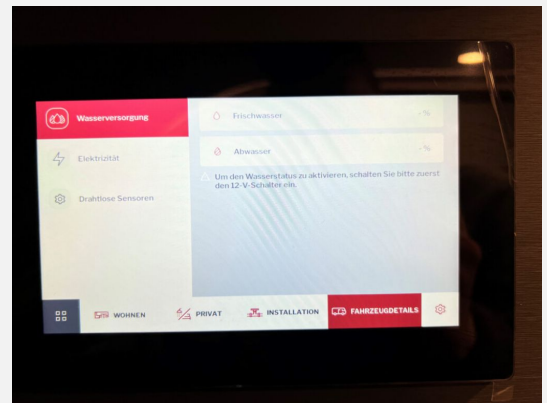 Wasserversorgung
Frischwasser
- %
Elektrizität
Abwasser
- %
Um den Wasserstatus zu aktivieren, schalten Sie bitte zuerst
den 12-V-Schalter ein.
Drahtlose Sensoren
WOHNEN
PRIVAT
INSTALLATION
FAHRZEUGDETAILS